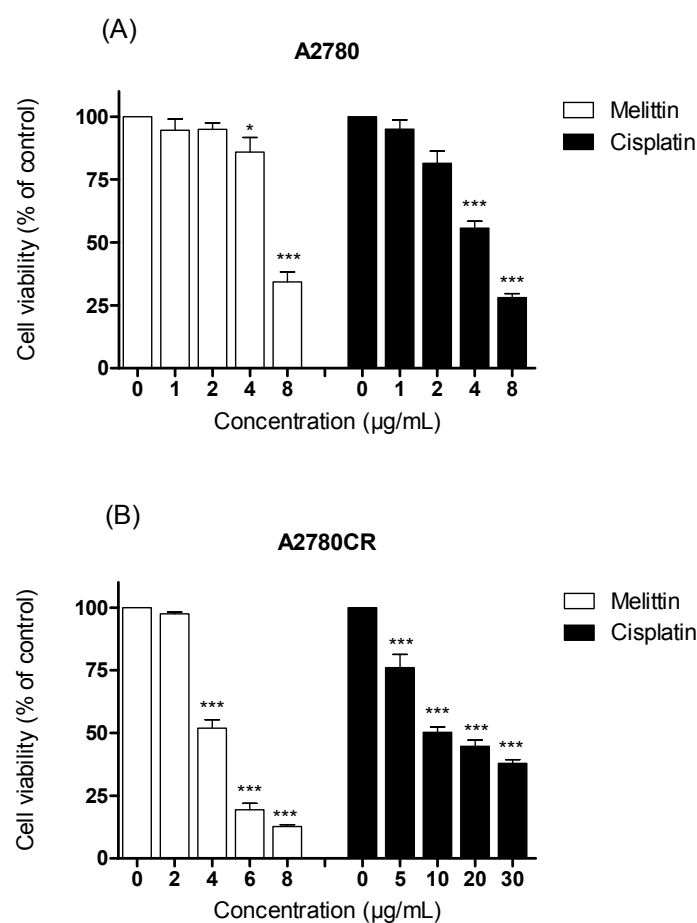 (A)
A2780
Cell viability (% of control)
100
75
50
25
0
*
***
***
***
0 1 2 4 8 0 1 2 4 8
Concentration (µg/mL)
Melittin
Cisplatin
(B)
A2780CR
Cell viability (% of control)
100
75
50
25
0
***
***
***
***
***
***
***
0 2 4 6 8 0 5 10 20 30
Concentration (µg/mL)
Melittin
Cisplatin